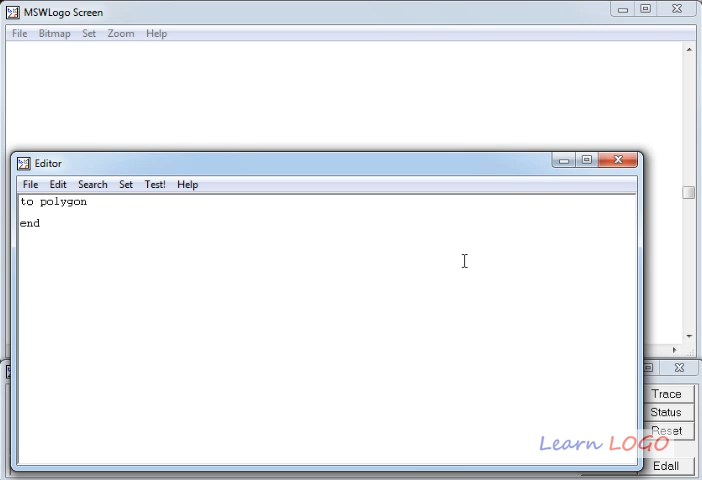 MSWLogo Screen
File Bitmap Set Zoom Help
Editor
File Edit Search Set Test! Help
to polygon
end
Trace
Status
Reset
Learn LOGO
Edall